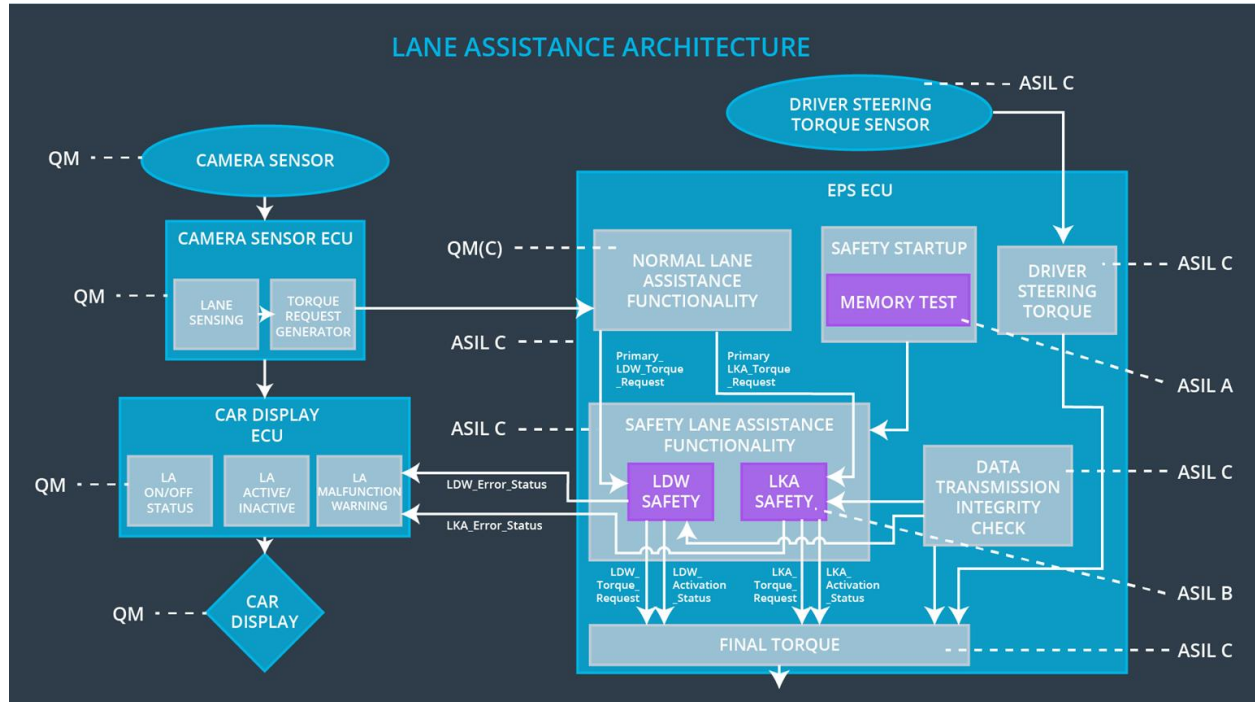 LANE ASSISTANCE ARCHITECTURE
ASIL C
DRIVER STEERING
TORQUE SENSOR
QM
CAMERA SENSOR
EPS ECU
CAMERA SENSOR ECU
QM
LANE
SENSING
TORQUE
REQUEST
GENERATOR
QM(C)
NORMAL LANE
ASSISTANCE
FUNCTIONALITY
SAFETY STARTUP
MEMORY TEST
DRIVER
STEERING
TORQUE
ASIL C
ASIL C
Primary_
LDW_Torque
_Request
Primary
LKA_Torque
_Request
ASIL A
CAR DISPLAY
ECU
QM
LA
ON/OFF
STATUS
LA
ACTIVE/
INACTIVE
LA
MALFUNCTION
WARNING
ASIL C
SAFETY LANE ASSISTANCE
FUNCTIONALITY
LDW
SAFETY
LKA
SAFETY
DATA
TRANSMISSION
INTEGRITY
CHECK
ASIL C
LDW_Error_Status
LKA_Error_Status
LDW_
Torque_
Request
LDW_
Activation
_Status
LKA_
Torque_
Request
LKA_
Activation
_Status
ASIL B
QM
CAR
DISPLAY
FINAL TORQUE
ASIL C